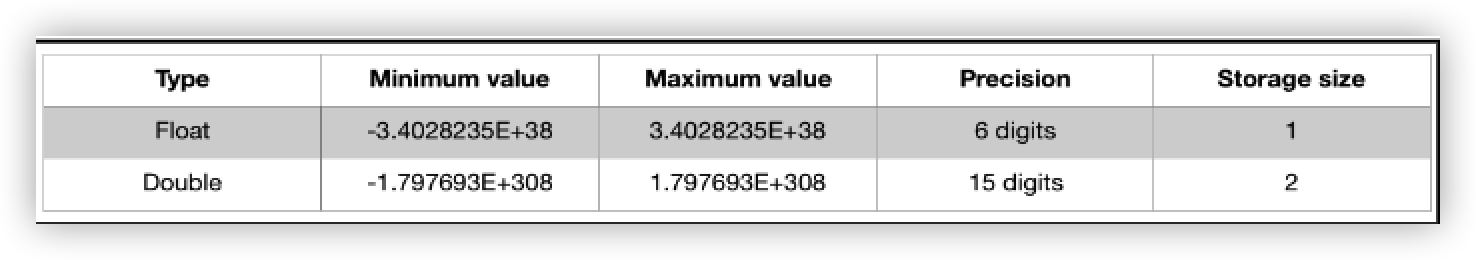 Type Minimum value Maximum value Precision Storage size
Float -3.4028235E+38 3.4028235E+38 6 digits 1
Double -1.797693E+308 1.797693E+308 15 digits 2